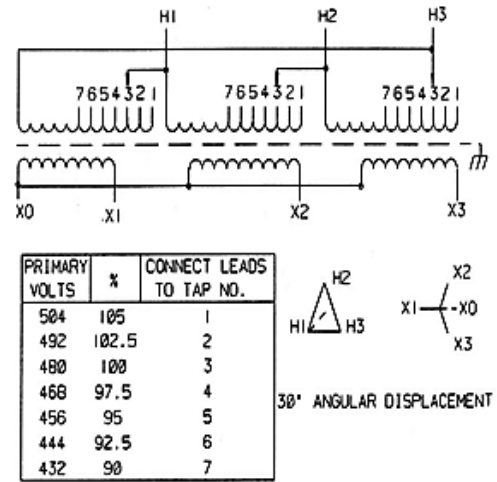 H1 H2 H3
7654321 7654321 7654321
X0 X1 X2 X3
PRIMARY VOLTS % CONNECT LEADS TO TAP NO.
504 105 1
492 102.5 2
480 100 3
468 97.5 4
456 95 5
444 92.5 6
432 90 7
H2
H1 H3
X2
X1 X0
X3
30° ANGULAR DISPLACEMENT